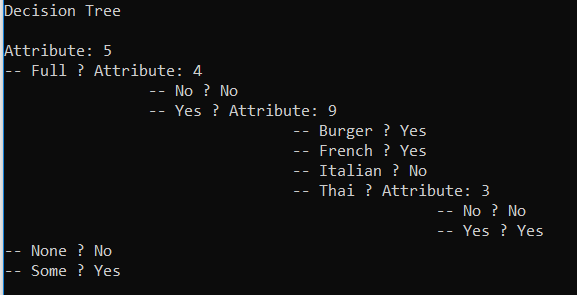 Decision Tree
Attribute: 5
-- Full ? Attribute: 4
-- No ? No
-- Yes ? Attribute: 9
-- Burger ? Yes
-- French ? Yes
-- Italian ? No
-- Thai ? Attribute: 3
-- No ? No
-- Yes ? Yes
-- None ? No
-- Some ? Yes